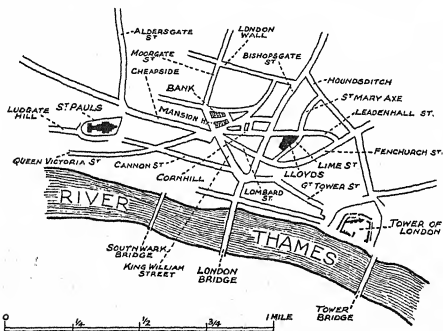 ALDERSGATE
ST
MOORGATE
ST
LONDON
WALL
CHEAPSIDE
BISHOPSGATE
ST
BANK
HOUNDSDITCH
ST MARY AXE
LEADENHALL ST.
MANSION HO.
LUDGATE
HILL
ST PAULS
QUEEN VICTORIA ST
CANNON ST
CORNHILL
LOMBARD
ST.
LLOYDS
LIME ST
FENCHURCH ST.
GT TOWER ST
RIVER
THAMES
TOWER OF
LONDON
SOUTHWARK
BRIDGE
KING WILLIAM
STREET
LONDON
BRIDGE
TOWER
BRIDGE
0 1/4 1/2 3/4 1 MILE